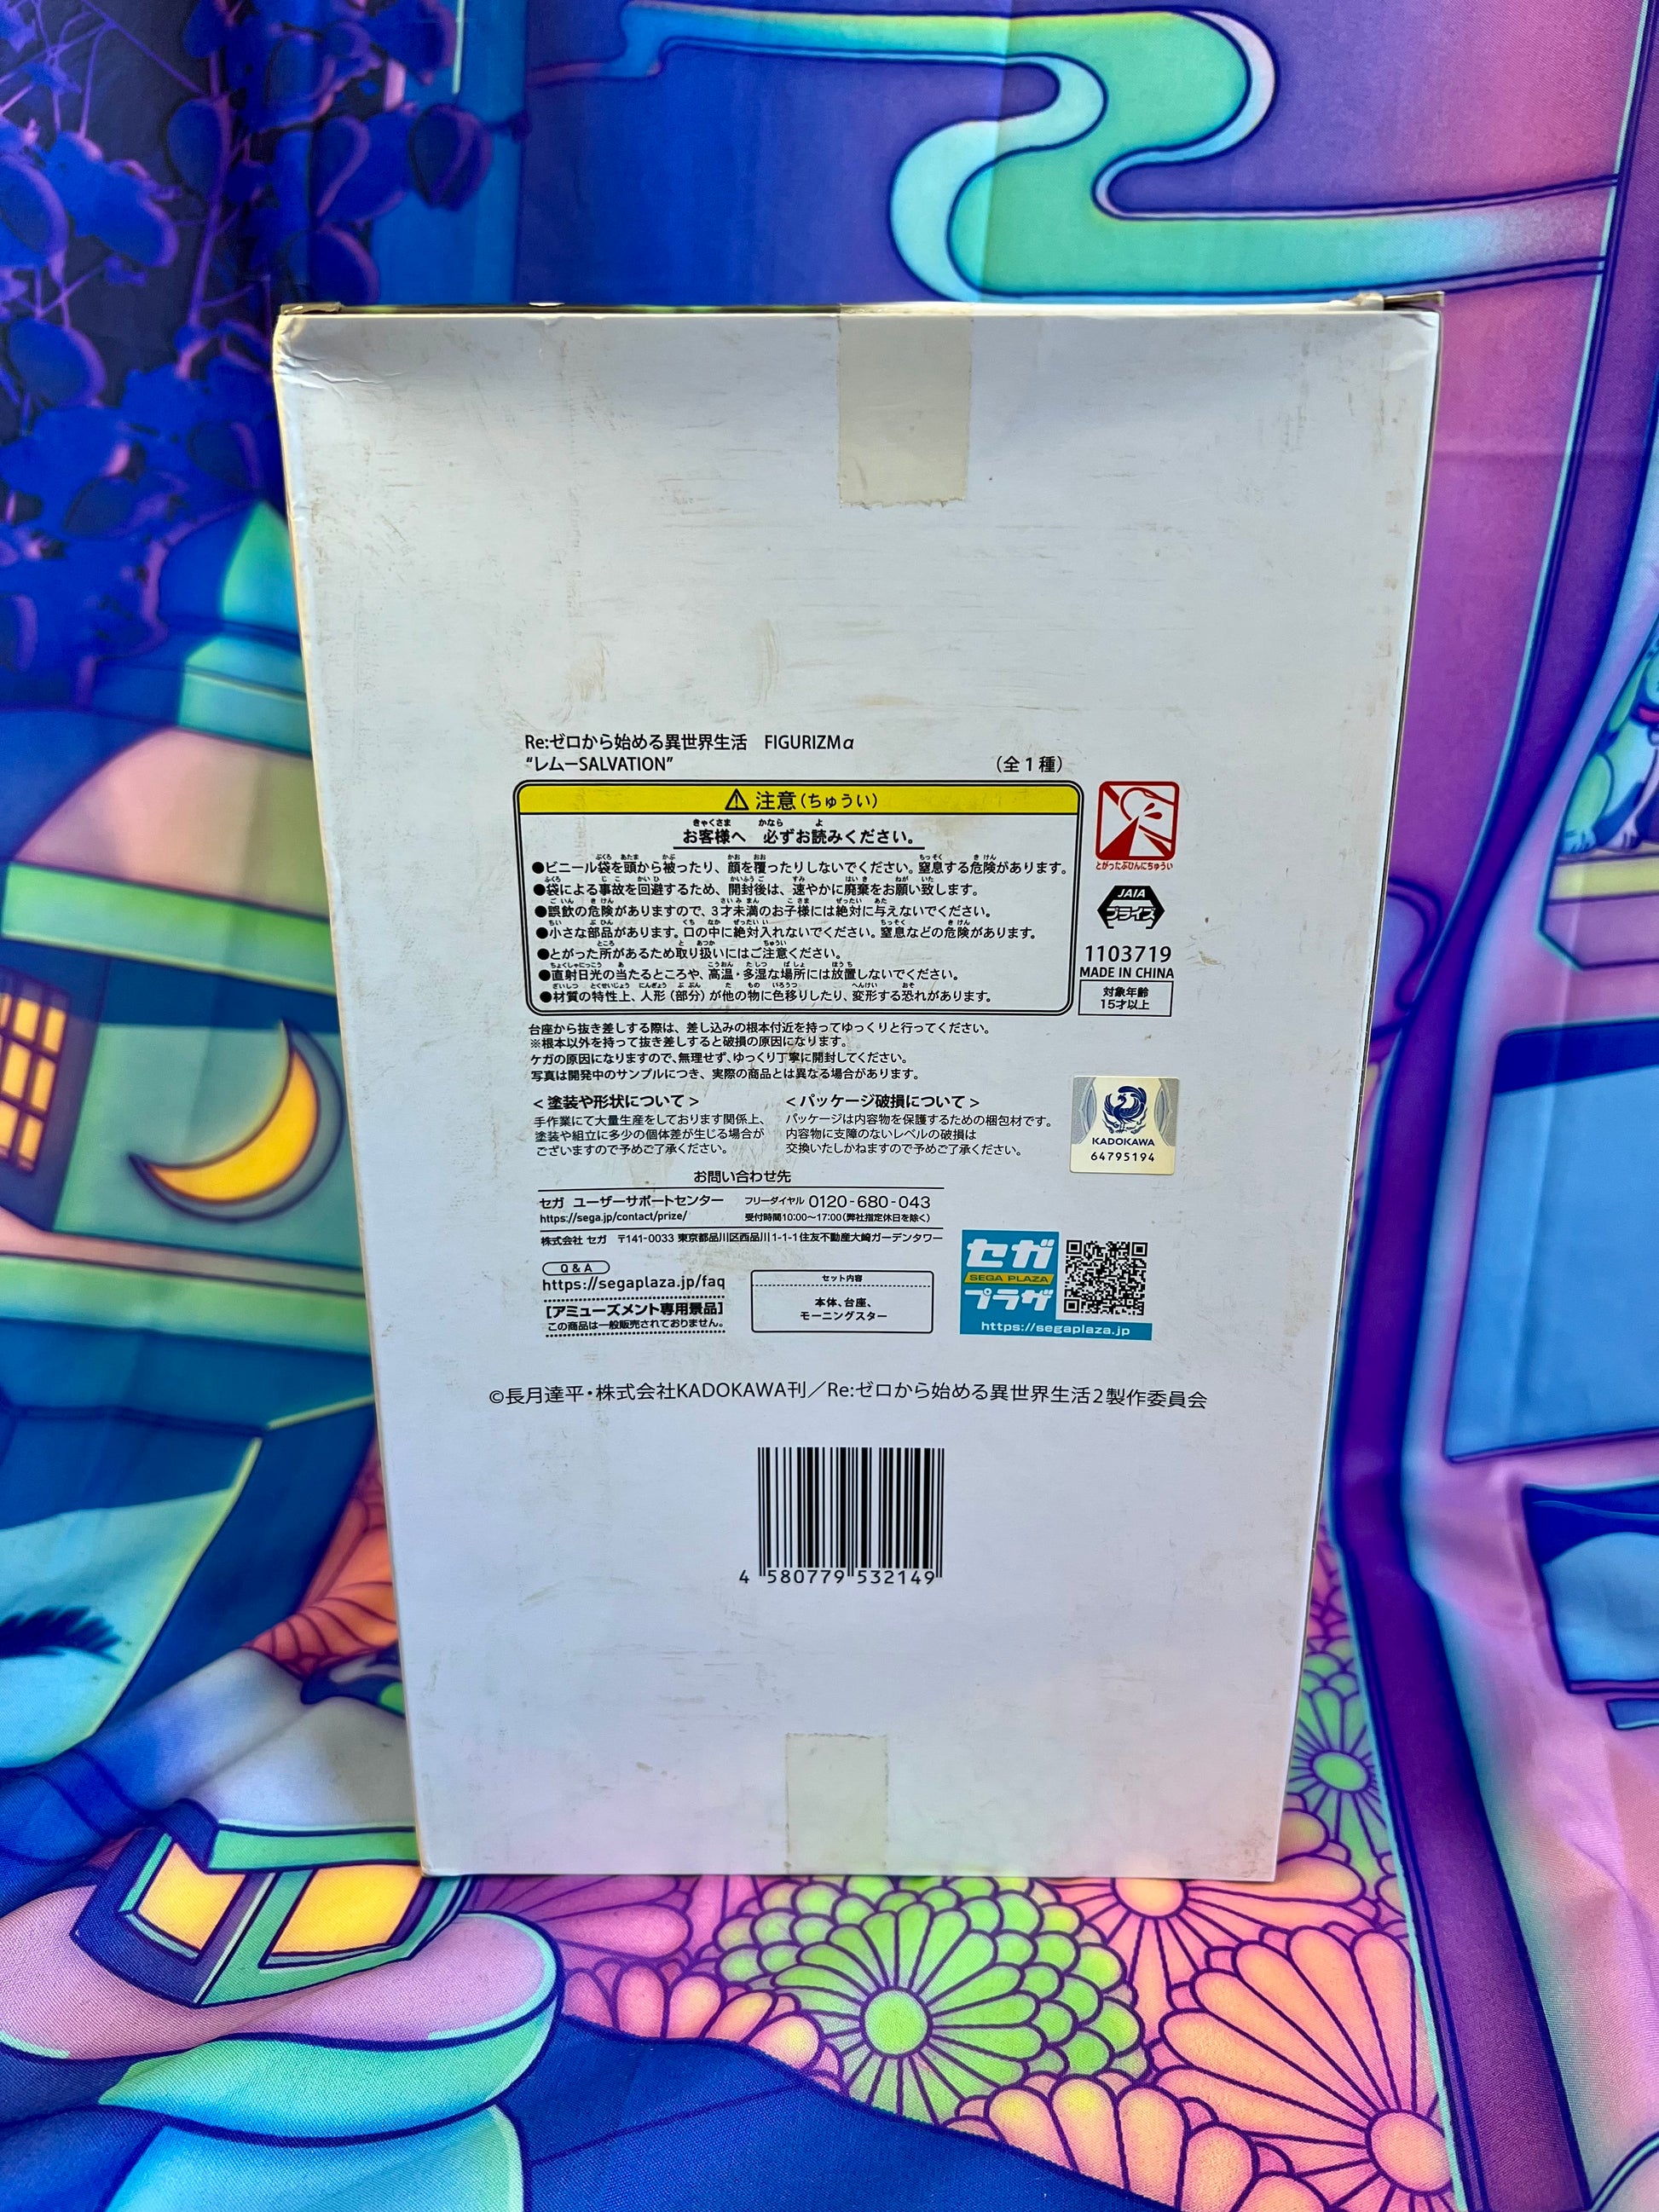 Re:ゼロから始める異世界生活　FIGURIZMα
“レムーSALVATION”　（全1種）
⚠ 注意（ちゅうい）
お客様へ　必ずお読みください。
●ビニール袋を頭から被ったり、顔を覆ったりしないでください。窒息する危険があります。
●袋による事故を回避するため、開封後は、速やかに廃棄をお願い致します。
●誤飲の危険がありますので、3才未満のお子様には絶対に与えないでください。
●小さな部品があります。口の中に絶対入れないでください。窒息などの危険があります。
●とがった所があるため取り扱いにはご注意ください。
●直射日光の当たるところや、高温・多湿な場所には放置しないでください。
●材質の特性上、人形（部分）が他の物に色移りしたり、変形する恐れがあります。
とがったぶひんにちゅうい
JAIA
プライズ
1103719
MADE IN CHINA
対象年齢
15才以上
台座から抜き差しする際は、差し込みの根本付近を持ってゆっくりと行ってください。
※根本以外を持って抜き差しすると破損の原因になります。
ケガの原因になりますので、無理せず、ゆっくり丁寧に開封してください。
写真は開発中のサンプルにつき、実際の商品とは異なる場合があります。
＜塗装や形状について＞
手作業にて大量生産をしております関係上、
塗装や組立に多少の個体差が生じる場合が
ございますので予めご了承ください。
＜パッケージ破損について＞
パッケージは内容物を保護するための梱包材です。
内容物に支障のないレベルの破損は
交換いたしかねますので予めご了承ください。
KADOKAWA
64795194
お問い合わせ先
セガ ユーザーサポートセンター　フリーダイヤル 0120-680-043
https://sega.jp/contact/prize/　受付時間10:00～17:00（弊社指定休日を除く）
株式会社 セガ　〒141-0033 東京都品川区西品川1-1-1住友不動産大崎ガーデンタワー
Q&A
https://segaplaza.jp/faq
［アミューズメント専用景品］
この商品は一般販売されておりません。
セット内容
本体、台座、
モーニングスター
セガ
SEGA PLAZA
プラザ
https://segaplaza.jp
©長月達平・株式会社KADOKAWA刊／Re:ゼロから始める異世界生活2製作委員会
4 580779 532149